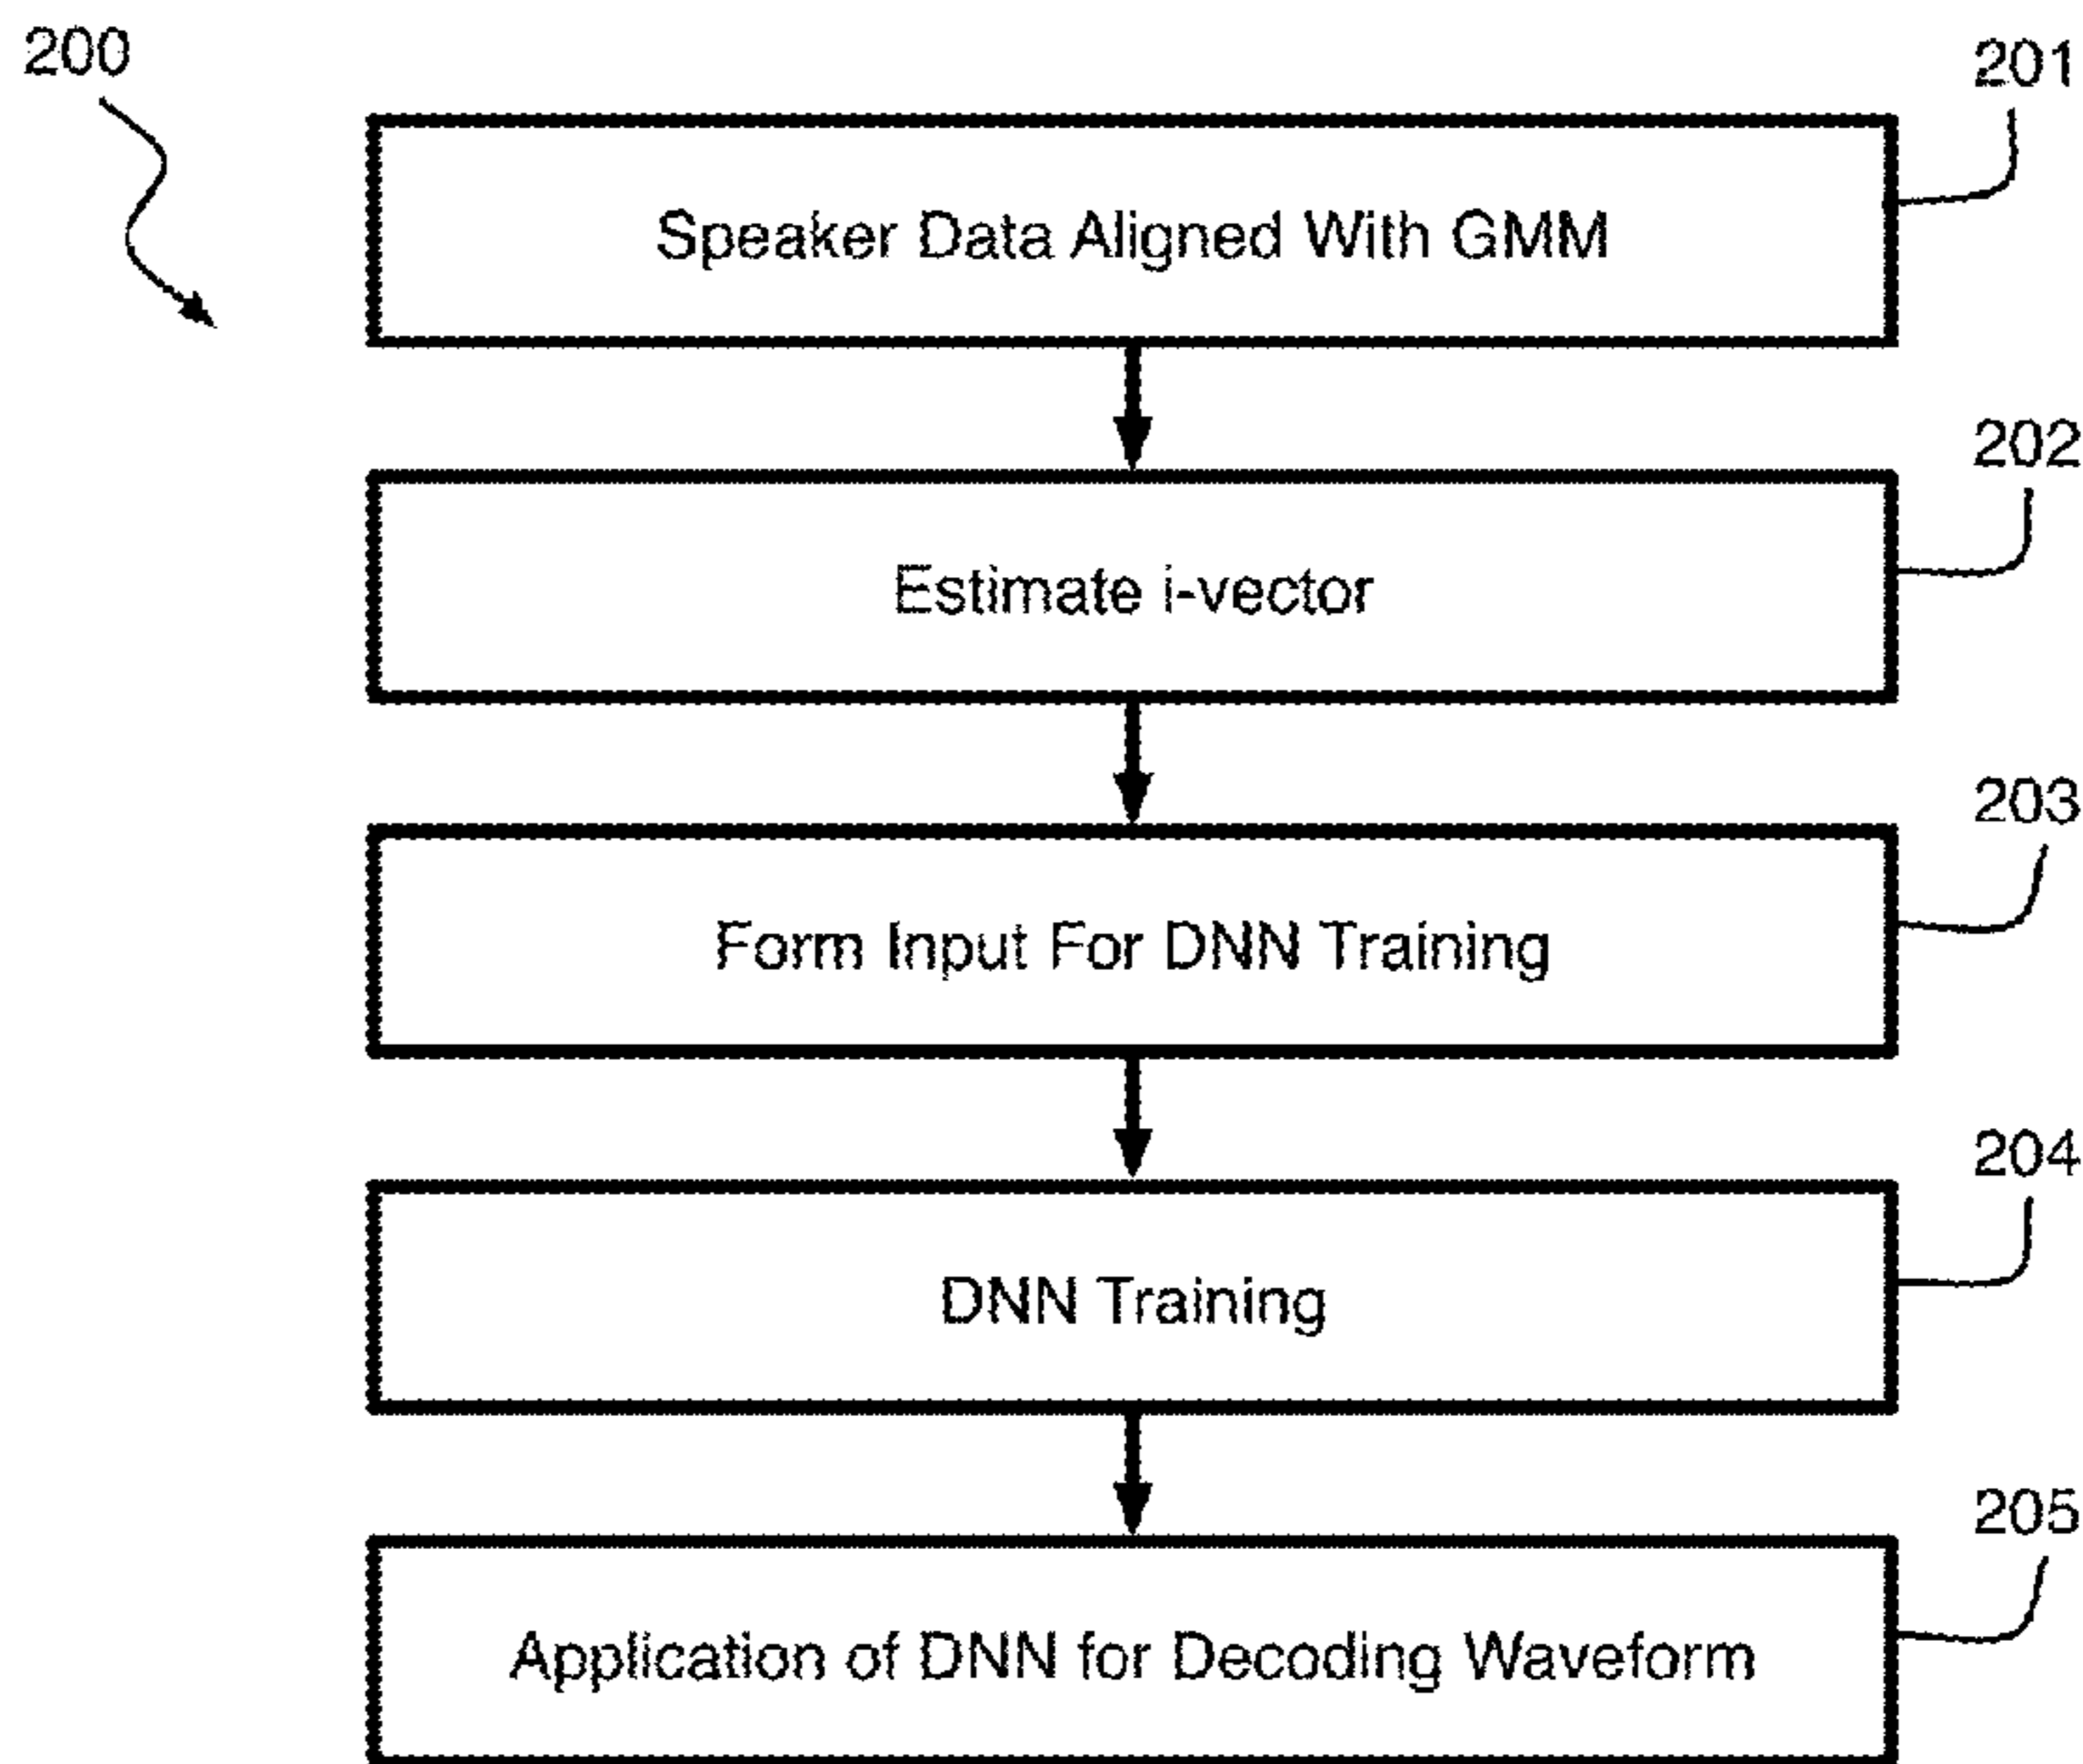 200
201
Speaker Data Aligned With GMM
202
Estimate i-vector
203
Form Input For DNN Training
204
DNN Training
205
Application of DNN for Decoding Waveform